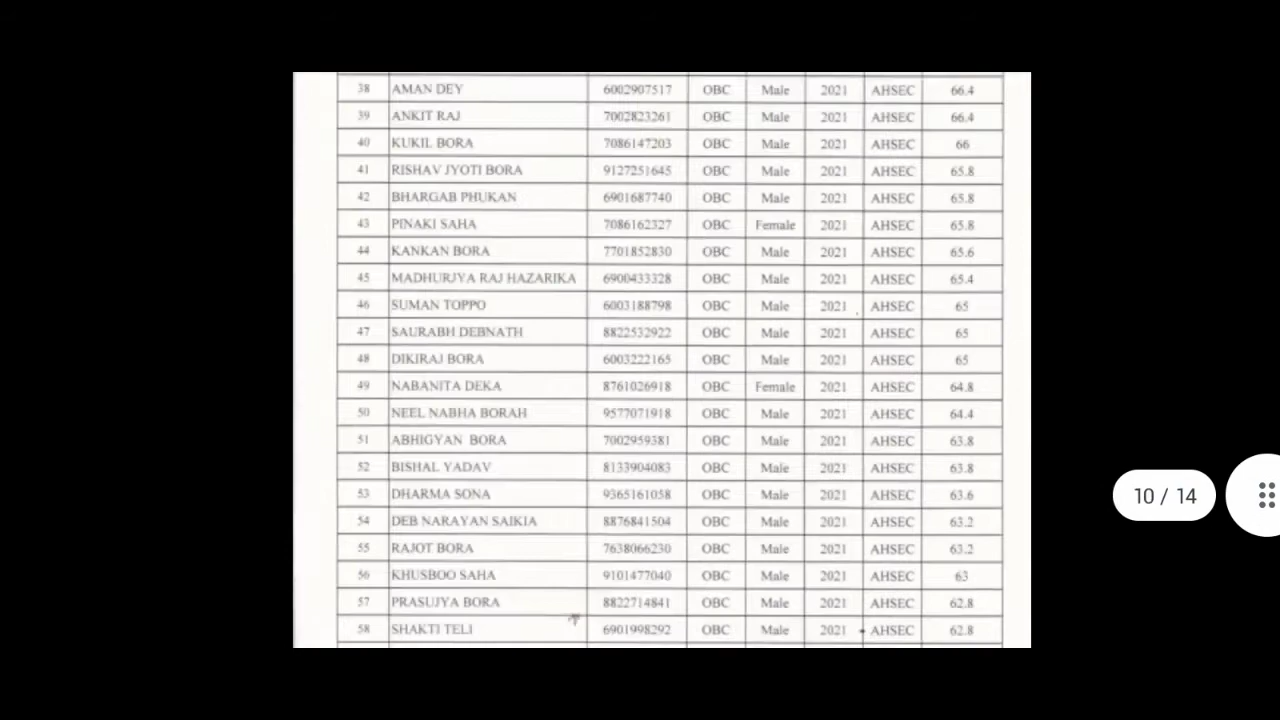 38 AMAN DEY 6002907517 OBC Male 2021 AHSEC 66.4
39 ANKIT RAJ 7002823261 OBC Male 2021 AHSEC 66.4
40 KUKIL BORA 7086147203 OBC Male 2021 AHSEC 66
41 RISHAV JYOTI BORA 9127251645 OBC Male 2021 AHSEC 65.8
42 BHARGAB PHUKAN 6901687740 OBC Male 2021 AHSEC 65.8
43 PINAKI SAHA 7086162327 OBC Female 2021 AHSEC 65.8
44 KANKAN BORA 7701852830 OBC Male 2021 AHSEC 65.6
45 MADHURJYA RAJ HAZARIKA 6900433328 OBC Male 2021 AHSEC 65.4
46 SUMAN TOPPO 6003188798 OBC Male 2021 AHSEC 65
47 SAURABH DEBNATH 8822532922 OBC Male 2021 AHSEC 65
48 DIKIRAJ BORA 6003222165 OBC Male 2021 AHSEC 65
49 NABANITA DEKA 8761026918 OBC Female 2021 AHSEC 64.8
50 NEEL NABHA BORAH 9577071918 OBC Male 2021 AHSEC 64.4
51 ABHIGYAN BORA 7002959381 OBC Male 2021 AHSEC 63.8
52 BISHAL YADAV 8133904083 OBC Male 2021 AHSEC 63.8
53 DHARMA SONA 9365161058 OBC Male 2021 AHSEC 63.6
54 DEB NARAYAN SAIKIA 8876841504 OBC Male 2021 AHSEC 63.2
55 RAJOT BORA 7638066230 OBC Male 2021 AHSEC 63.2
56 KHUSBOO SAHA 9101477040 OBC Male 2021 AHSEC 63
57 PRASUJYA BORA 8822714841 OBC Male 2021 AHSEC 62.8
58 SHAKTI TELI 6901998292 OBC Male 2021 AHSEC 62.8
10 / 14